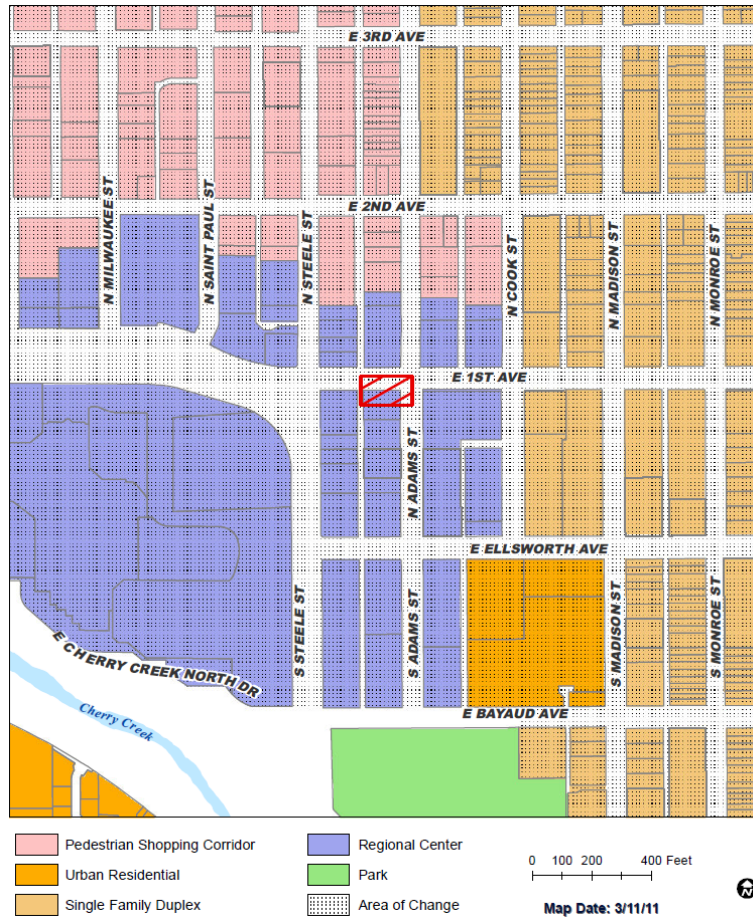 E 3RD AVE
E 2ND AVE
N MILWAUKEE ST
N SAINT PAUL ST
N STEELE ST
N COOK ST
N MADISON ST
N MONROE ST
E 1ST AVE
N ADAMS ST
E ELLSWORTH AVE
S STEELE ST
S ADAMS ST
S MADISON ST
S MONROE ST
E CHERRY CREEK NORTH DR
E BAYAUD AVE
Cherry Creek
Pedestrian Shopping Corridor
Regional Center
Urban Residential
Park
Single Family Duplex
Area of Change
0 100 200 400 Feet
N
Map Date: 3/11/11